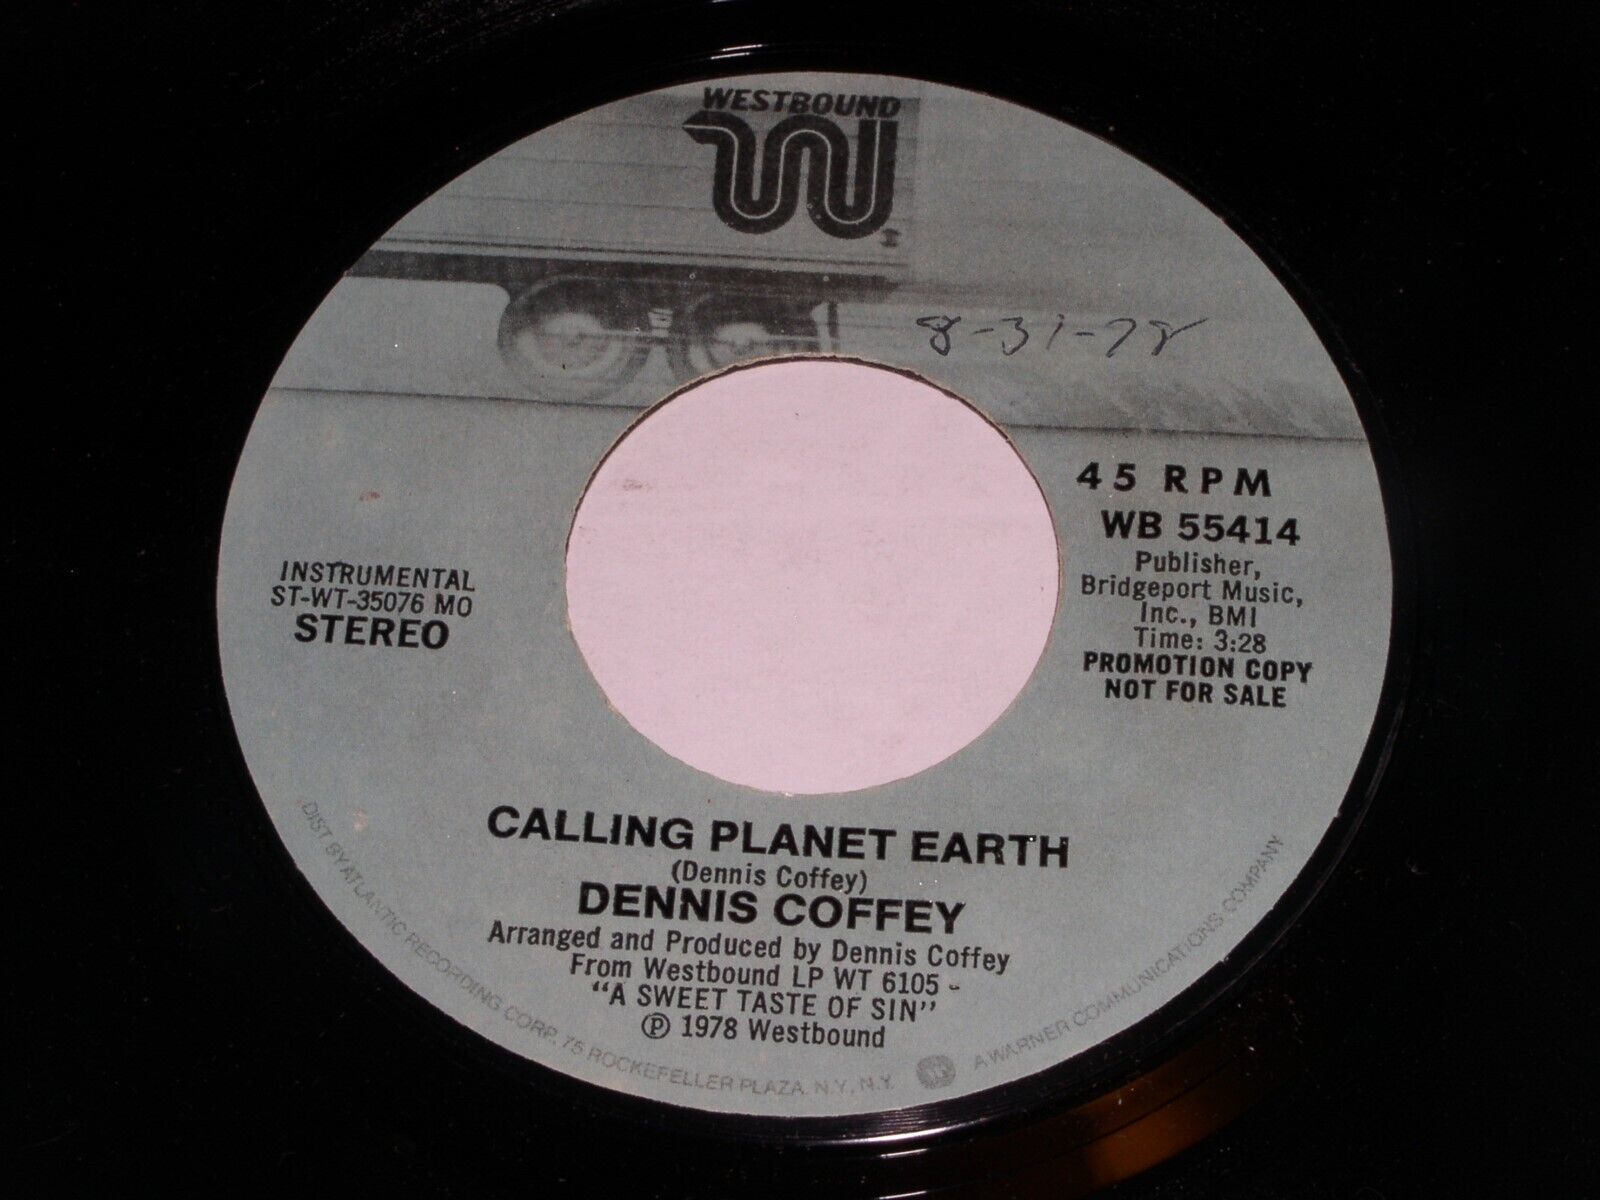 WESTBOUND
8-31-78
45 RPM
WB 55414
Publisher,
Bridgeport Music,
Inc., BMI
Time: 3:28
PROMOTION COPY
NOT FOR SALE
INSTRUMENTAL
ST-WT-35076 MO
STEREO
CALLING PLANET EARTH
(Dennis Coffey)
DENNIS COFFEY
Arranged and Produced by Dennis Coffey
From Westbound LP WT 6105 -
"A SWEET TASTE OF SIN"
Ⓟ 1978 Westbound
DIST. BY ATLANTIC RECORDING CORP. 75 ROCKEFELLER PLAZA, N.Y., N.Y. A WARNER COMMUNICATIONS COMPANY